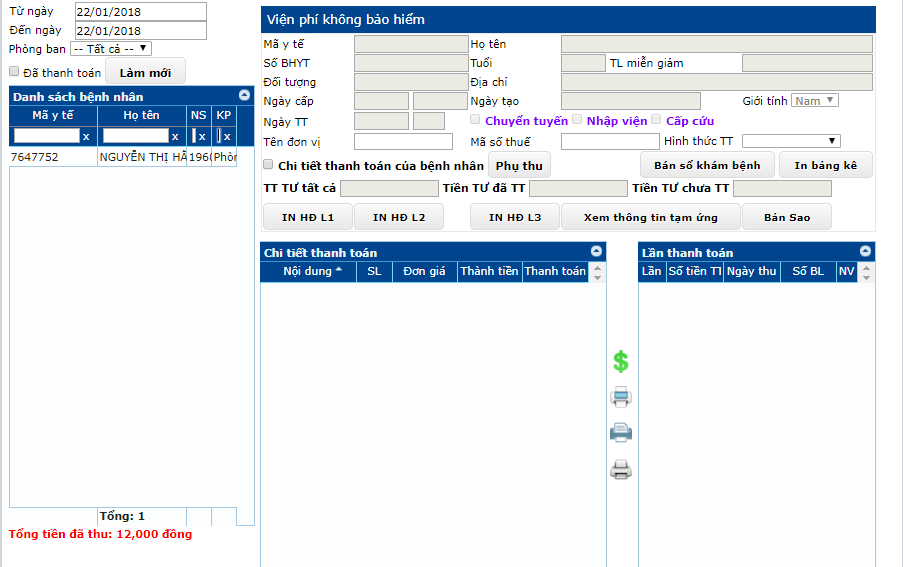 Từ ngày 22/01/2018
Đến ngày 22/01/2018
Phòng ban -- Tất cả --
Đã thanh toán Làm mới
Danh sách bệnh nhân
Mã y tế Họ tên NS KP
x x x x
7647752 NGUYỄN THỊ HÃ 196 Phòn
Tổng: 1
Tổng tiền đã thu: 12,000 đồng
Viện phí không bảo hiểm
Mã y tế Họ tên
Số BHYT Tuổi TL miễn giảm
Đối tượng Địa chỉ
Ngày cấp Ngày tạo Giới tính Nam
Ngày TT Chuyển tuyến Nhập viện Cấp cứu
Tên đơn vị Mã số thuế Hình thức TT
Chi tiết thanh toán của bệnh nhân Phụ thu Bán sổ khám bệnh In bảng kê
TT TƯ tất cả Tiền TƯ đã TT Tiền TƯ chưa TT
IN HĐ L1 IN HĐ L2 IN HĐ L3 Xem thông tin tạm ứng Bản Sao
Chi tiết thanh toán
Nội dung SL Đơn giá Thành tiền Thanh toán
Lần thanh toán
Lần Số tiền TT Ngày thu Số BL NV